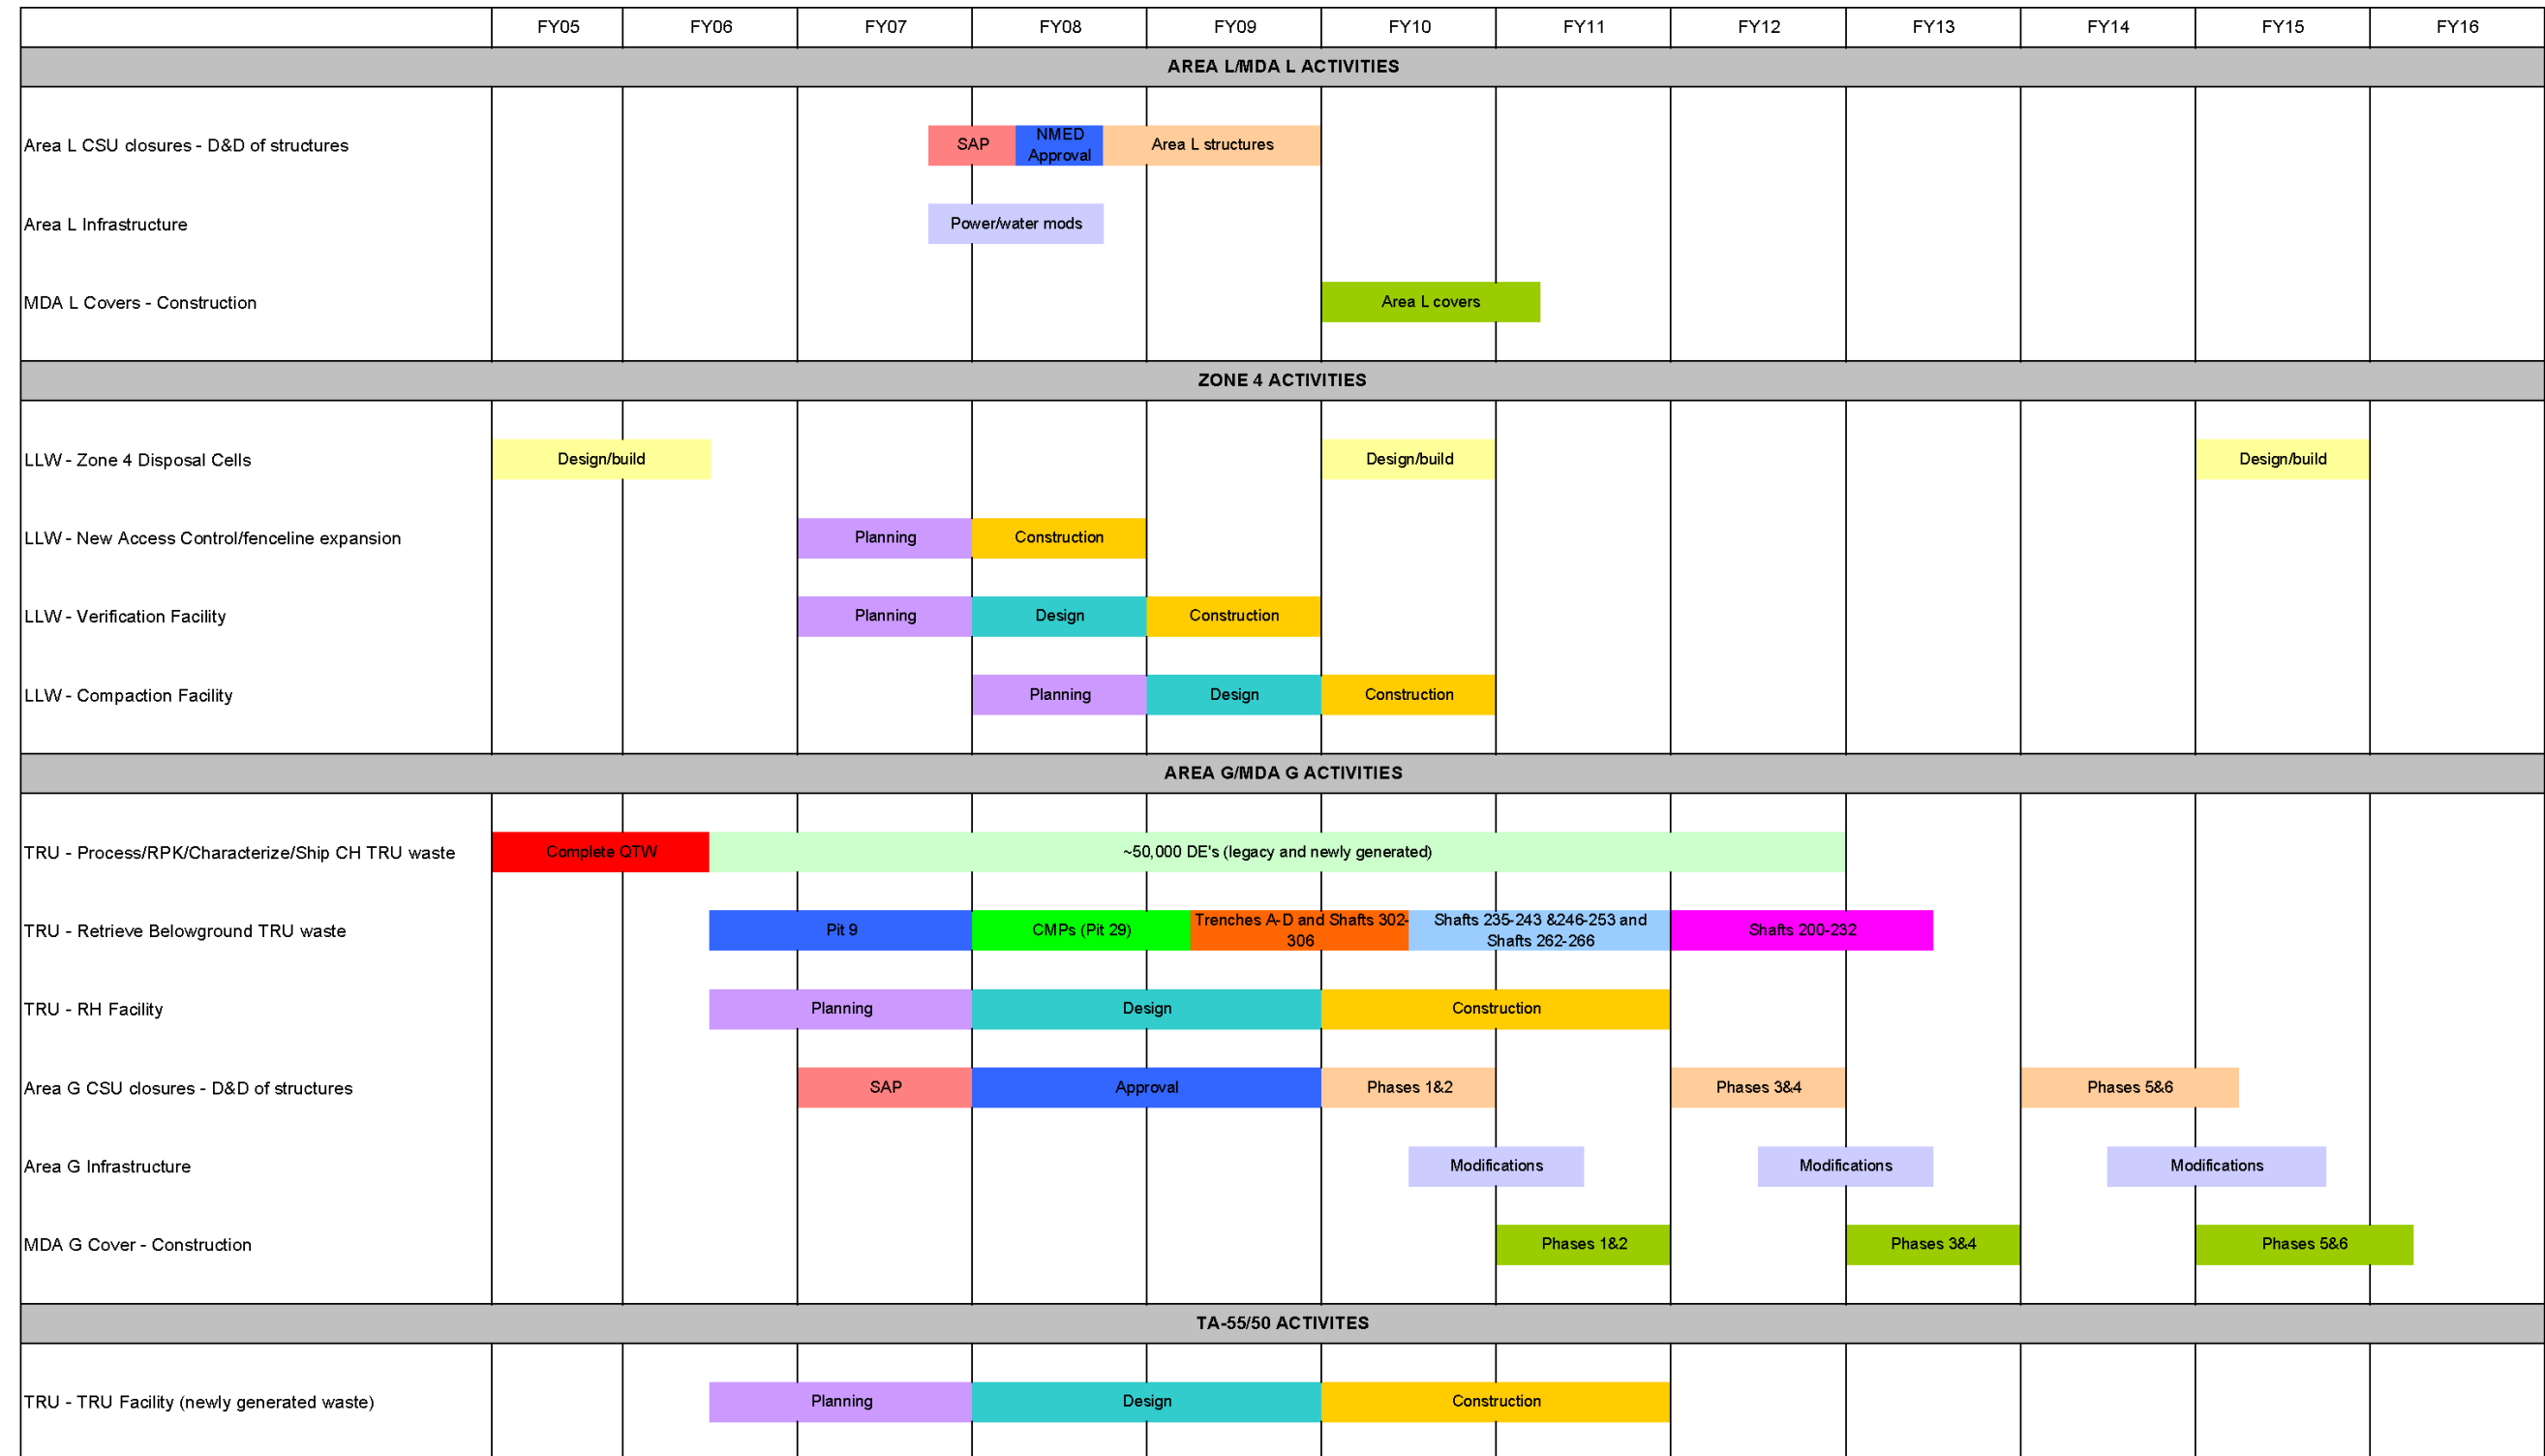 FY05 FY06 FY07 FY08 FY09 FY10 FY11 FY12 FY13 FY14 FY15 FY16
AREA L/MDA L ACTIVITIES
Area L CSU closures - D&D of structures
SAP
NMED
Approval
Area L structures
Area L Infrastructure
Power/water mods
MDA L Covers - Construction
Area L covers
ZONE 4 ACTIVITIES
LLW - Zone 4 Disposal Cells
Design/build
Design/build
Design/build
LLW - New Access Control/fenceline expansion
Planning
Construction
LLW - Verification Facility
Planning
Design
Construction
LLW - Compaction Facility
Planning
Design
Construction
AREA G/MDA G ACTIVITIES
TRU - Process/RPK/Characterize/Ship CH TRU waste
Complete QTW
~50,000 DE's (legacy and newly generated)
TRU - Retrieve Belowground TRU waste
Pit 9
CMPs (Pit 29)
Trenches A-D and Shafts 302-
306
Shafts 235-243 &246-253 and
Shafts 262-266
Shafts 200-232
TRU - RH Facility
Planning
Design
Construction
Area G CSU closures - D&D of structures
SAP
Approval
Phases 1&2
Phases 3&4
Phases 5&6
Area G Infrastructure
Modifications
Modifications
Modifications
MDA G Cover - Construction
Phases 1&2
Phases 3&4
Phases 5&6
TA-55/50 ACTIVITES
TRU - TRU Facility (newly generated waste)
Planning
Design
Construction